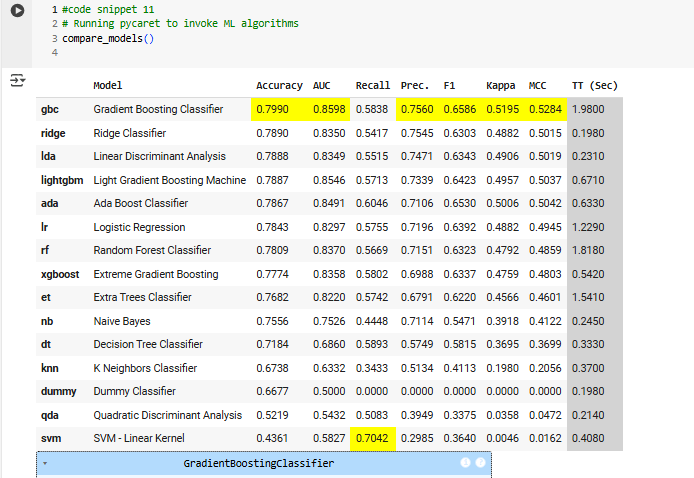 1 #code snippet 11
2 # Running pycaret to invoke ML algorithms
3 compare_models()
4
Model Accuracy AUC Recall Prec. F1 Kappa MCC TT (Sec)
gbc Gradient Boosting Classifier 0.7990 0.8598 0.5838 0.7560 0.6586 0.5195 0.5284 1.9800
ridge Ridge Classifier 0.7890 0.8350 0.5417 0.7545 0.6303 0.4882 0.5015 0.1980
lda Linear Discriminant Analysis 0.7888 0.8349 0.5515 0.7471 0.6343 0.4906 0.5019 0.2310
lightgbm Light Gradient Boosting Machine 0.7887 0.8546 0.5713 0.7339 0.6423 0.4957 0.5037 0.6710
ada Ada Boost Classifier 0.7867 0.8491 0.6046 0.7106 0.6530 0.5006 0.5042 0.6330
lr Logistic Regression 0.7843 0.8297 0.5755 0.7196 0.6392 0.4882 0.4945 1.2290
rf Random Forest Classifier 0.7809 0.8370 0.5669 0.7151 0.6323 0.4792 0.4859 1.8180
xgboost Extreme Gradient Boosting 0.7774 0.8358 0.5802 0.6988 0.6337 0.4759 0.4803 0.5420
et Extra Trees Classifier 0.7682 0.8220 0.5742 0.6791 0.6220 0.4566 0.4601 1.5410
nb Naive Bayes 0.7556 0.7526 0.4448 0.7114 0.5471 0.3918 0.4122 0.2450
dt Decision Tree Classifier 0.7184 0.6860 0.5893 0.5749 0.5815 0.3695 0.3699 0.3330
knn K Neighbors Classifier 0.6738 0.6332 0.3433 0.5134 0.4113 0.1980 0.2056 0.3700
dummy Dummy Classifier 0.6677 0.5000 0.0000 0.0000 0.0000 0.0000 0.0000 0.1980
qda Quadratic Discriminant Analysis 0.5219 0.5432 0.5083 0.3949 0.3375 0.0358 0.0472 0.2140
svm SVM - Linear Kernel 0.4361 0.5827 0.7042 0.2985 0.3640 0.0046 0.0162 0.4080
GradientBoostingClassifier